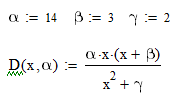 α := 14 β := 3 γ := 2
D(x,α) := α·x·(x + β) / x² + γ